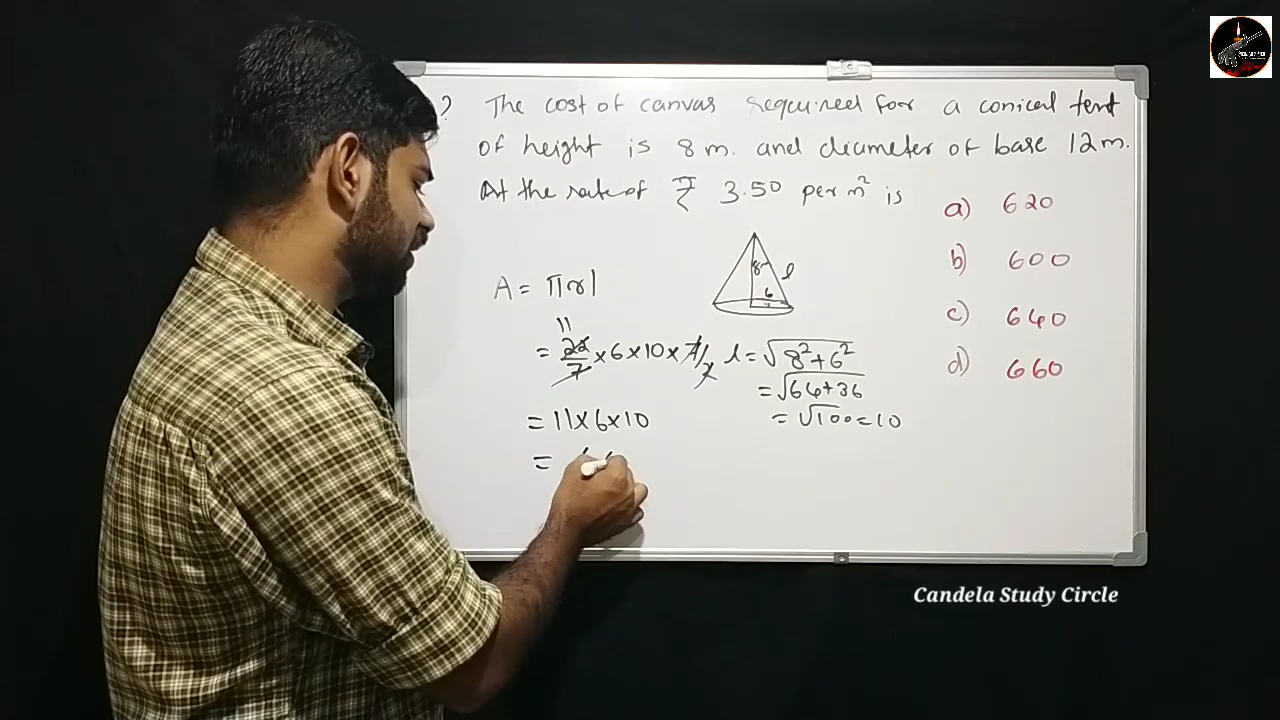 ) The cost of canvas required for a conical tent
of height is 8 m. and diameter of base 12 m.
At the rate of ₹ 3.50 per m² is
a) 620
b) 600
c) 640
d) 660
8
l
6
A = πrl
11
= 22/7 × 6 × 10 × 7/2
= 11 × 6 × 10
=
l = √8² + 6²
= √64 + 36
= √100 = 10
Candela Study Circle